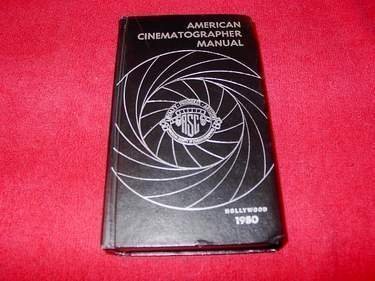 AMERICAN
CINEMATOGRAPHER
MANUAL
ASC
HOLLYWOOD
1980